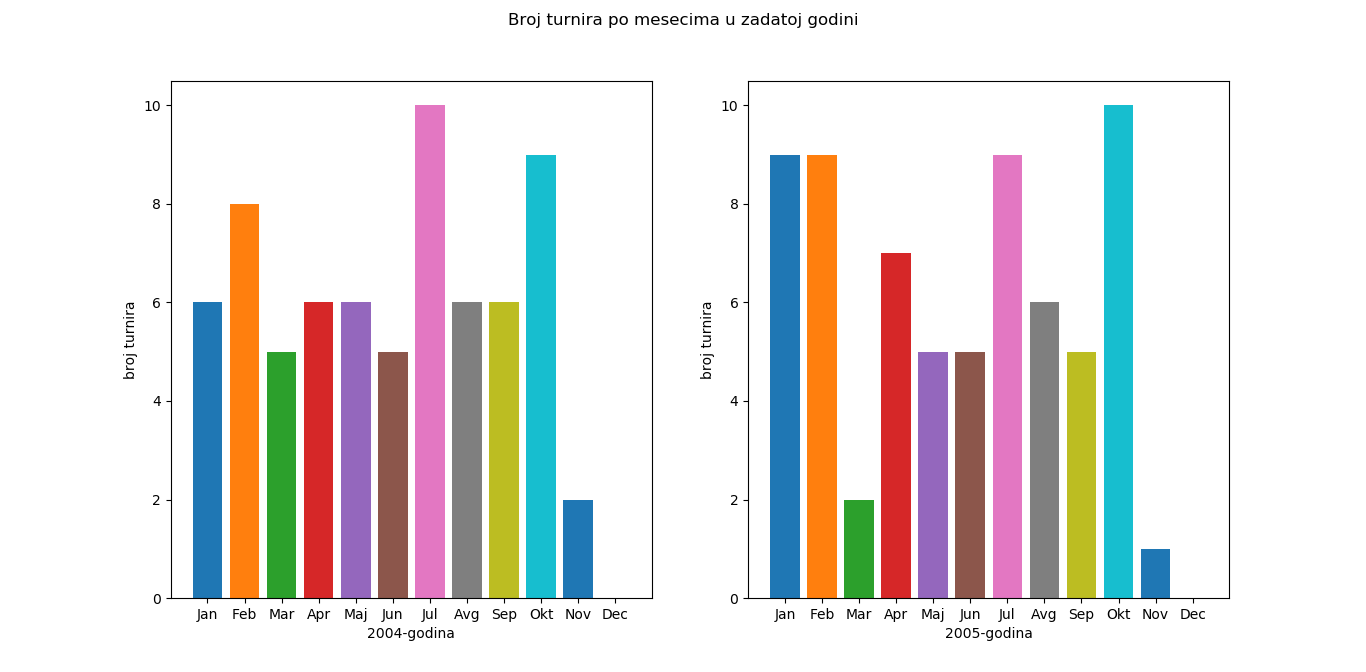 Broj turnira po mesecima u zadatoj godini
10
8
6
4
2
0
broj turnira
Jan Feb Mar Apr Maj Jun Jul Avg Sep Okt Nov Dec
2004-godina
10
8
6
4
2
0
broj turnira
Jan Feb Mar Apr Maj Jun Jul Avg Sep Okt Nov Dec
2005-godina